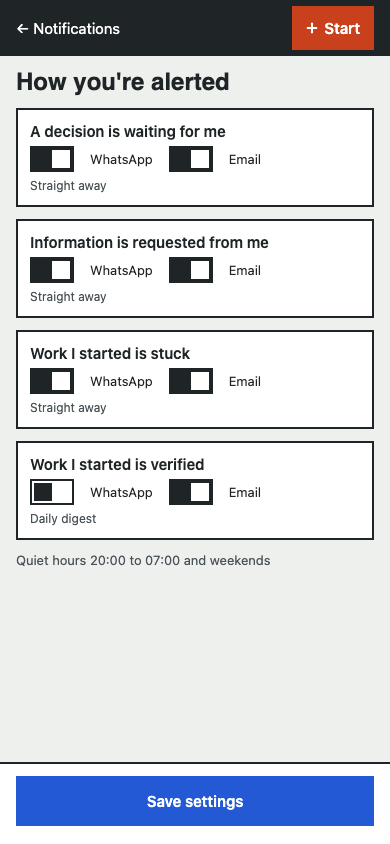 ← Notifications
+ Start
How you're alerted
A decision is waiting for me
WhatsApp Email
Straight away
Information is requested from me
WhatsApp Email
Straight away
Work I started is stuck
WhatsApp Email
Straight away
Work I started is verified
WhatsApp Email
Daily digest
Quiet hours 20:00 to 07:00 and weekends
Save settings